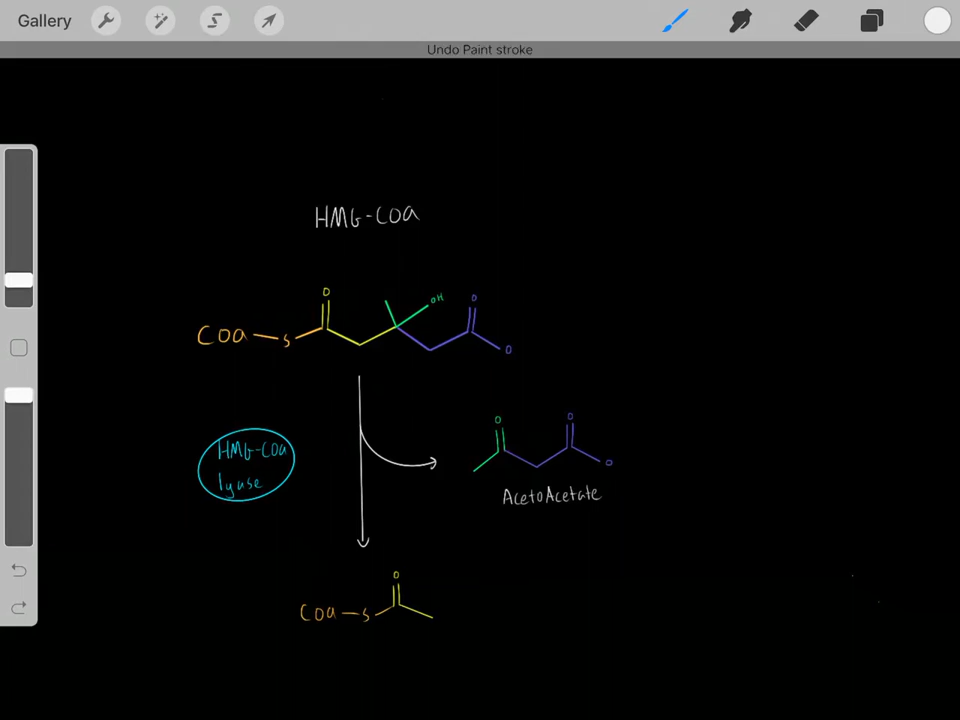 Gallery
Undo Paint stroke
HMG-COA
O
OH
O
COA
S
O
HMG-COA
lyase
O
O
O
AcetoAcetate
O
COA
S